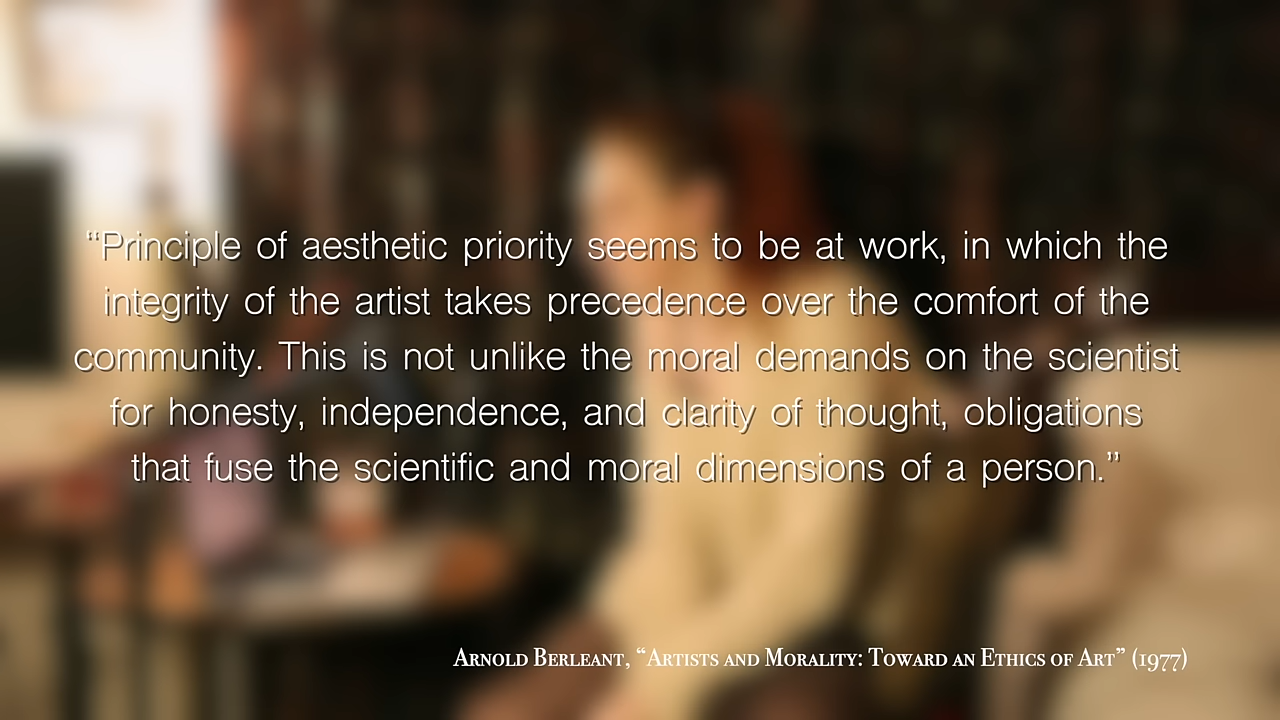 “Principle of aesthetic priority seems to be at work, in which the
integrity of the artist takes precedence over the comfort of the
community. This is not unlike the moral demands on the scientist
for honesty, independence, and clarity of thought, obligations
that fuse the scientific and moral dimensions of a person.”
Arnold Berleant, “Artists and Morality: Toward an Ethics of Art” (1977)